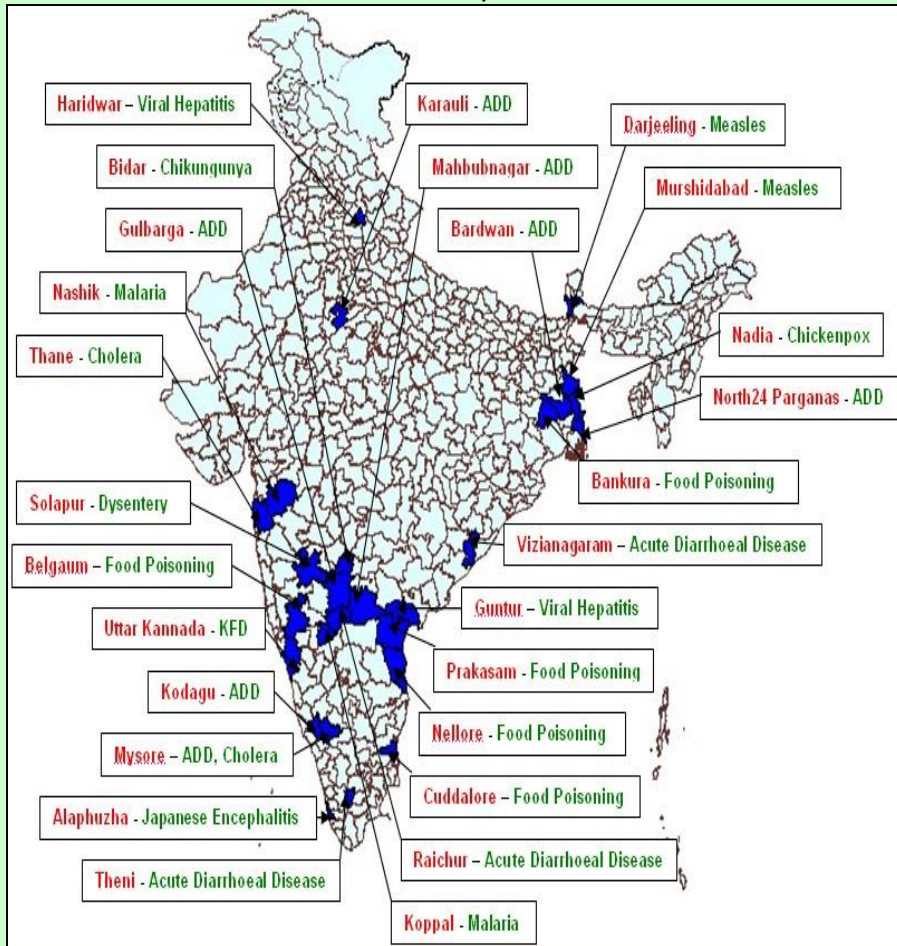 Haridwar – Viral Hepatitis
Karauli - ADD
Darjeeling - Measles
Bidar - Chikungunya
Mahbubnagar - ADD
Murshidabad - Measles
Gulbarga - ADD
Bardwan - ADD
Nashik - Malaria
Nadia - Chickenpox
Thane - Cholera
North24 Parganas - ADD
Bankura - Food Poisoning
Solapur - Dysentery
Vizianagaram – Acute Diarrhoeal Disease
Belgaum – Food Poisoning
Guntur – Viral Hepatitis
Uttar Kannada - KFD
Prakasam - Food Poisoning
Kodagu - ADD
Nellore - Food Poisoning
Mysore – ADD, Cholera
Cuddalore – Food Poisoning
Alaphuzha - Japanese Encephalitis
Raichur – Acute Diarrhoeal Disease
Theni - Acute Diarrhoeal Disease
Koppal - Malaria